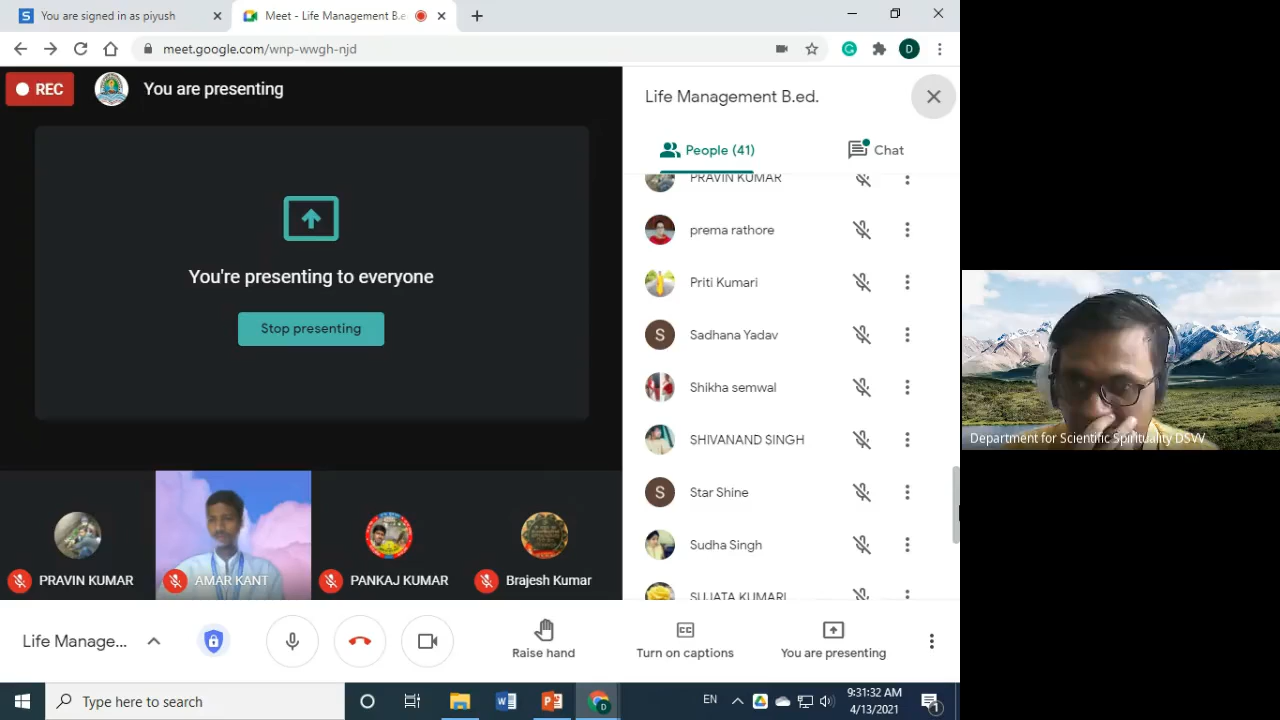 You are signed in as piyush
Meet - Life Management B.e
meet.google.com/wnp-wwgh-njd
D
REC
You are presenting
Life Management B.ed.
People (41)
Chat
PRAVIN KUMAR
prema rathore
Priti Kumari
S
Sadhana Yadav
Shikha semwal
SHIVANAND SINGH
S
Star Shine
Sudha Singh
SUJATA KUMARI
You're presenting to everyone
Stop presenting
PRAVIN KUMAR
AMAR KANT
PANKAJ KUMAR
Brajesh Kumar
Life Manage...
Raise hand
Turn on captions
You are presenting
Department for Scientific Spirituality DSVV
Type here to search
EN
9:31:32 AM
4/13/2021
1